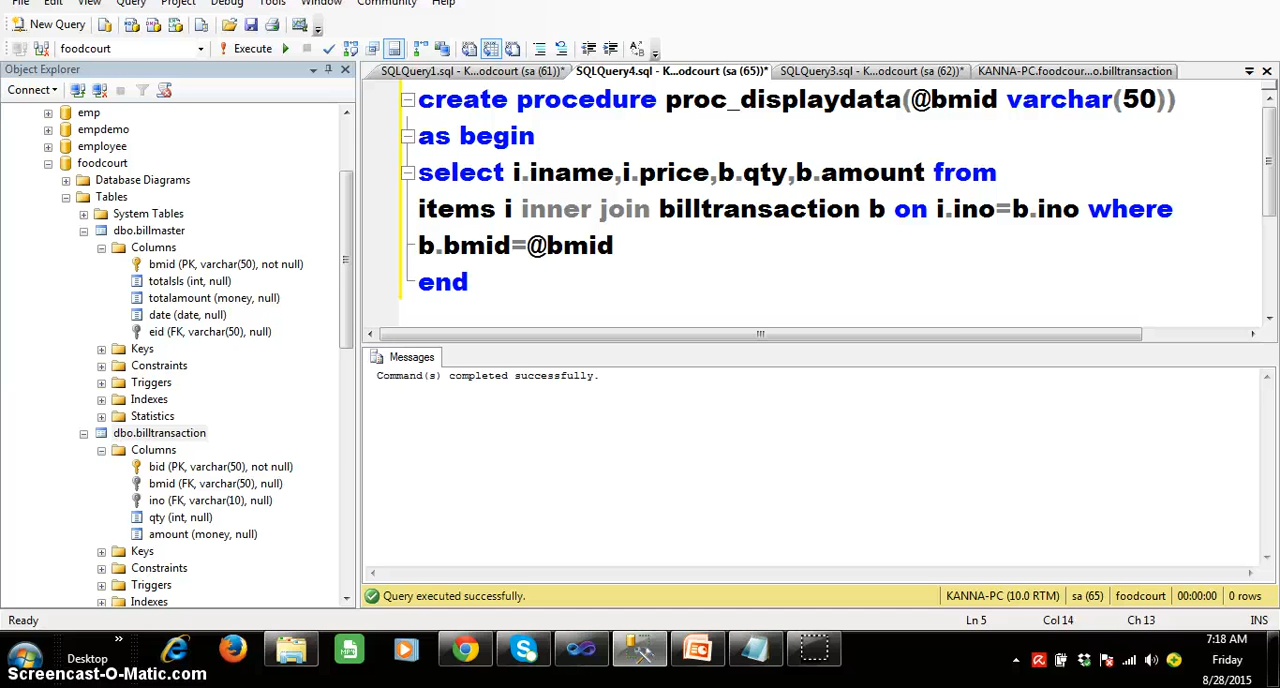 File Edit View Query Project Debug Tools Window Community Help
New Query
foodcourt Execute
Object Explorer
SQLQuery1.sql - K...odcourt (sa (61))* SQLQuery4.sql - K...odcourt (sa (65))* SQLQuery3.sql - K...odcourt (sa (62))* KANNA-PC.foodcour...o.billtransaction
Connect
emp
empdemo
employee
foodcourt
Database Diagrams
Tables
System Tables
dbo.billmaster
Columns
bmid (PK, varchar(50), not null)
totalsls (int, null)
totalamount (money, null)
date (date, null)
eid (FK, varchar(50), null)
Keys
Constraints
Triggers
Indexes
Statistics
dbo.billtransaction
Columns
bid (PK, varchar(50), not null)
bmid (FK, varchar(50), null)
ino (FK, varchar(10), null)
qty (int, null)
amount (money, null)
Keys
Constraints
Triggers
Indexes
create procedure proc_displaydata(@bmid varchar(50))
as begin
select i.iname,i.price,b.qty,b.amount from
items i inner join billtransaction b on i.ino=b.ino where
b.bmid=@bmid
end
Messages
Command(s) completed successfully.
Query executed successfully. KANNA-PC (10.0 RTM) sa (65) foodcourt 00:00:00 0 rows
Ready Ln 5 Col 14 Ch 13 INS
Desktop
7:18 AM
Friday
8/28/2015
Screencast-O-Matic.com